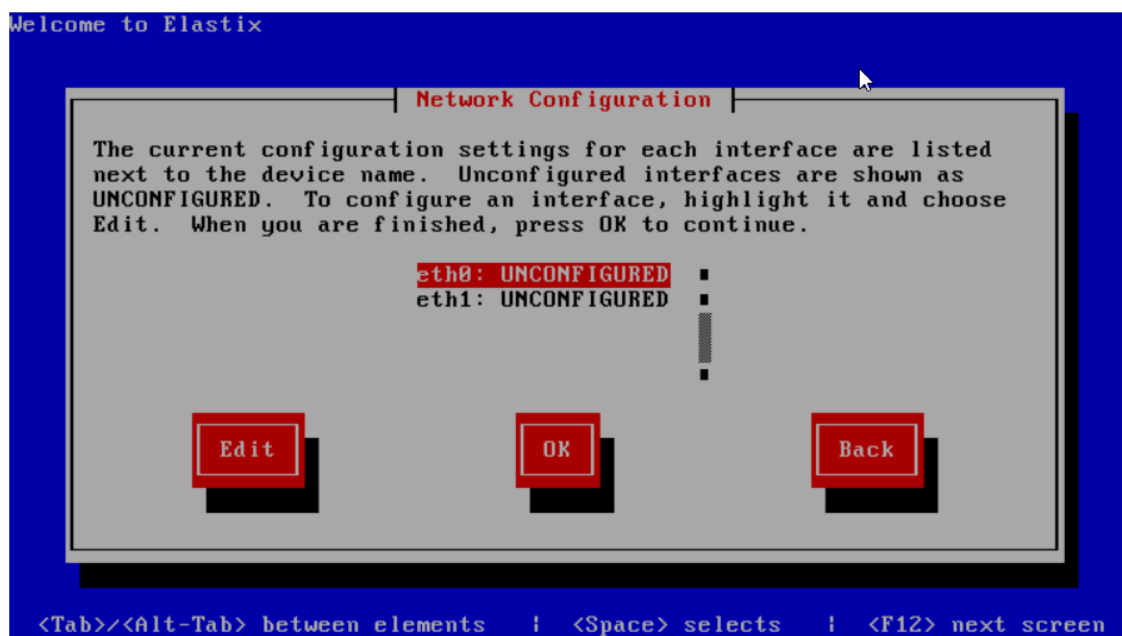 Welcome to Elastix
Network Configuration
The current configuration settings for each interface are listed
next to the device name.  Unconfigured interfaces are shown as
UNCONFIGURED.  To configure an interface, highlight it and choose
Edit.  When you are finished, press OK to continue.
eth0: UNCONFIGURED
eth1: UNCONFIGURED
Edit OK Back
<Tab>/<Alt-Tab> between elements | <Space> selects | <F12> next screen